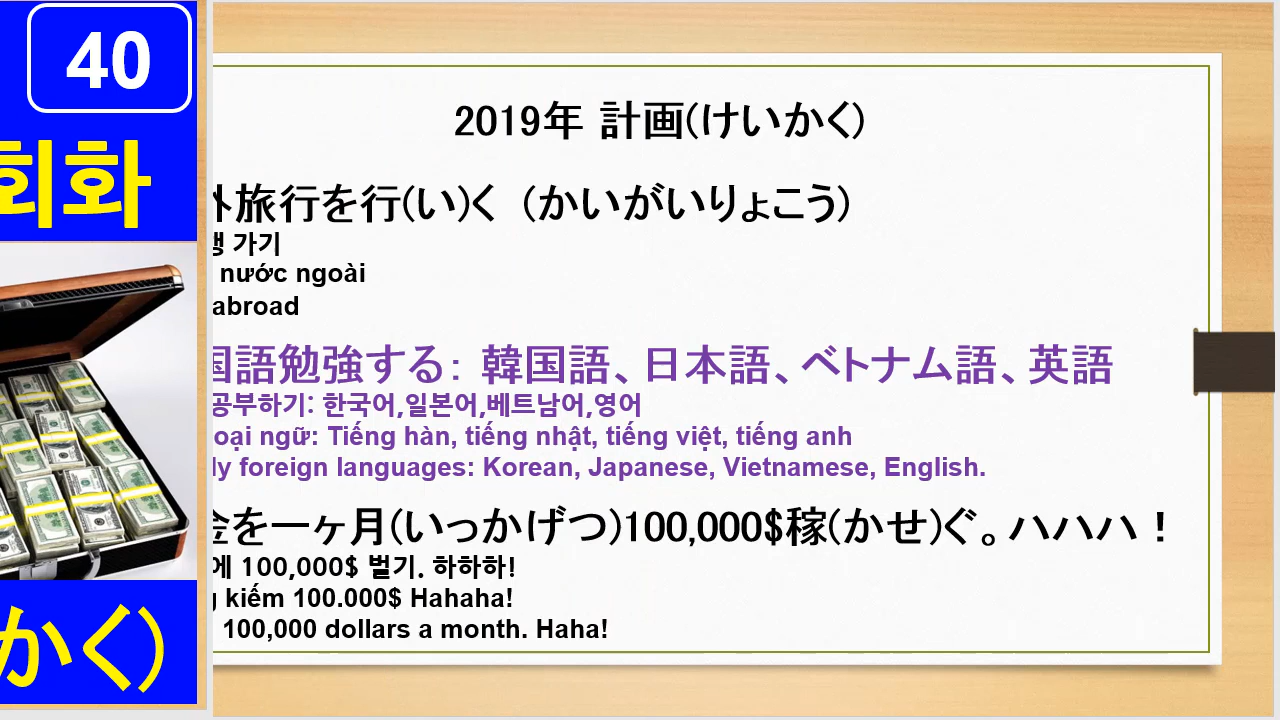 40
회화
かく)
2019年 計画(けいかく)
外旅行を行(い)く (かいがいりょこう)
가기
nước ngoài
abroad
国語勉強する: 韓国語、日本語、ベトナム語、英語
공부하기: 한국어,일본어,베트남어,영어
ngữ: Tiếng hàn, tiếng nhật, tiếng việt, tiếng anh
foreign languages: Korean, Japanese, Vietnamese, English.
金を一ヶ月(いっかげつ)100,000$稼(かせ)ぐ。ハハハ！
에 100,000$ 벌기. 하하하!
kiếm 100.000$ Hahaha!
100,000 dollars a month. Haha!